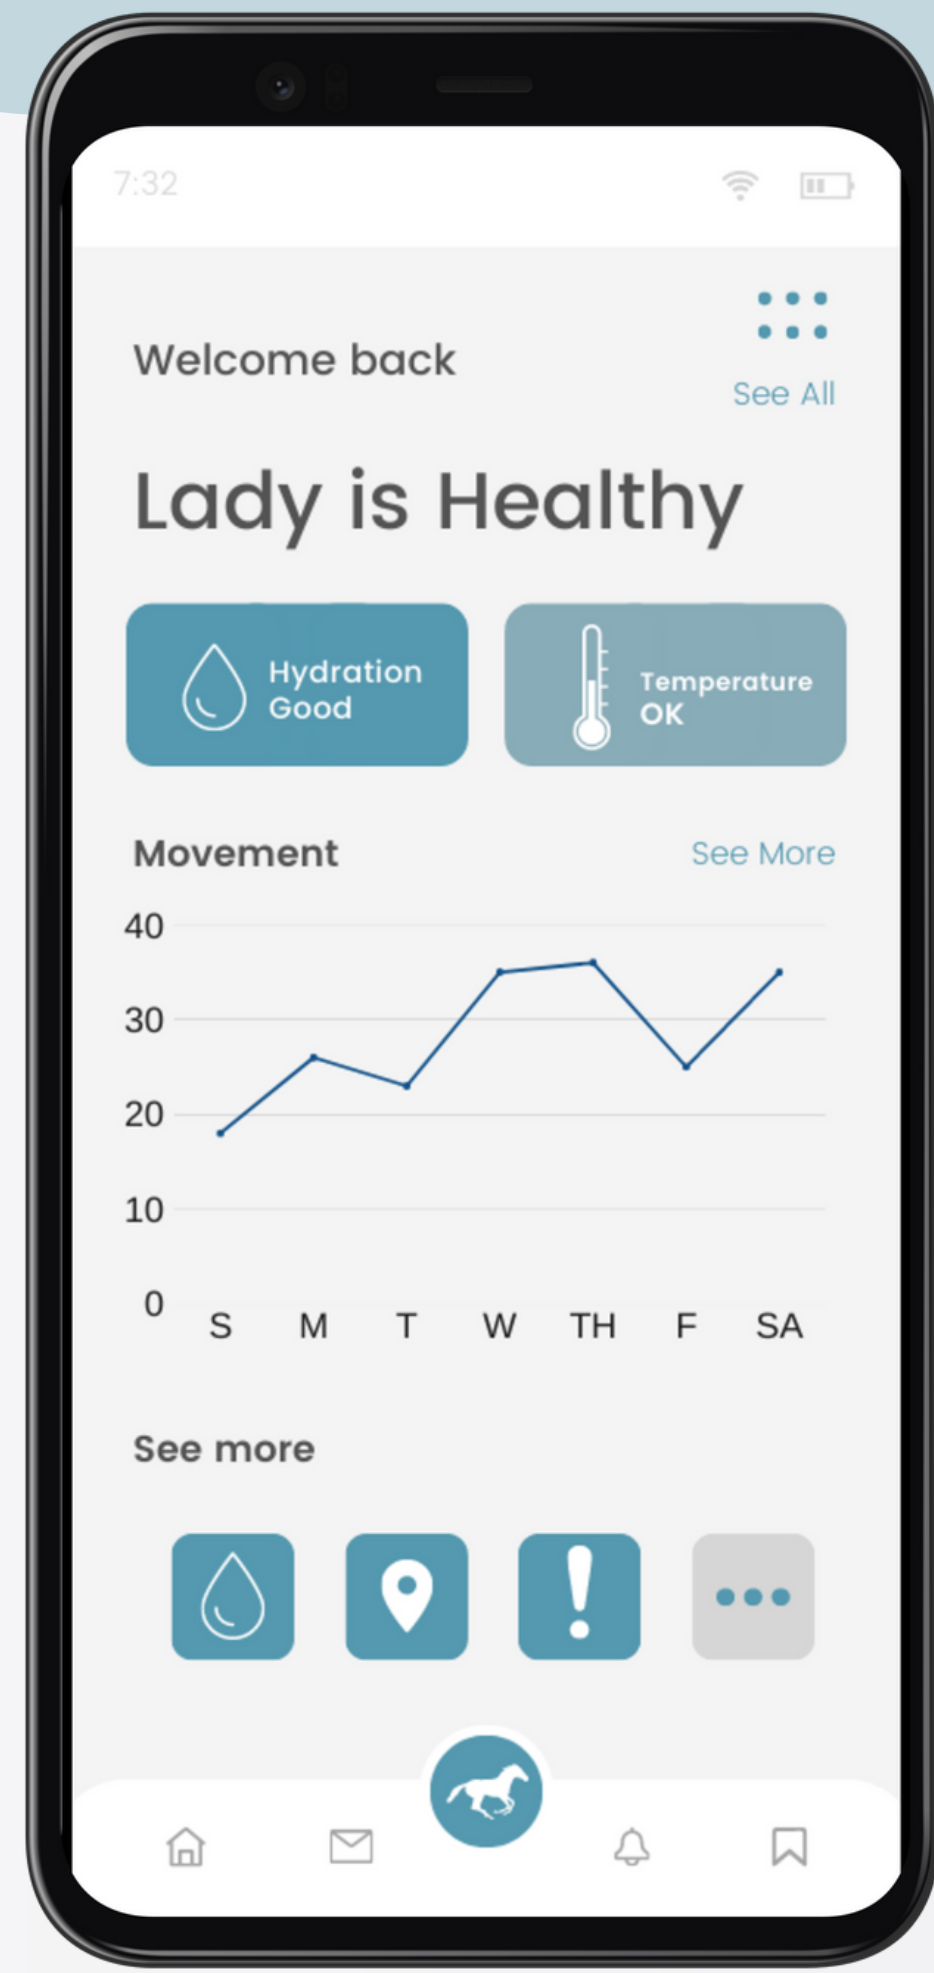 7:32
Welcome back
See All
Lady is Healthy
Hydration
Good
Temperature
OK
Movement
See More
40
30
20
10
0
S M T W TH F SA
See more